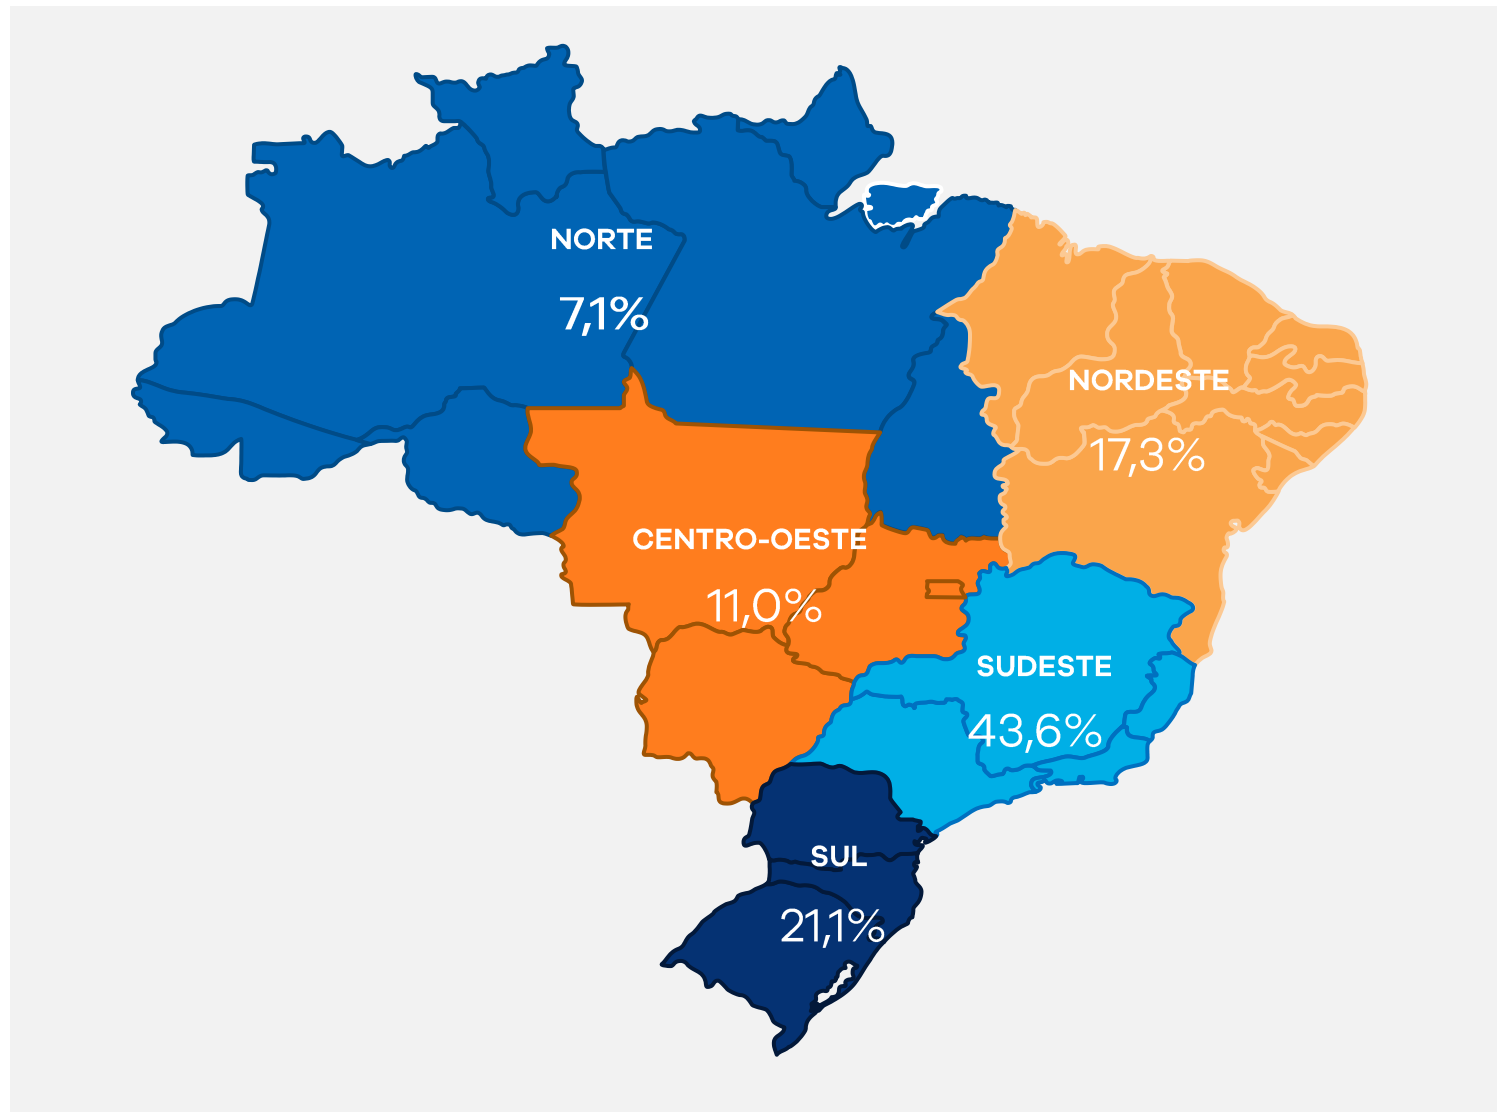 NORTE
7,1%
NORDESTE
17,3%
CENTRO-OESTE
11,0%
SUDESTE
43,6%
SUL
21,1%